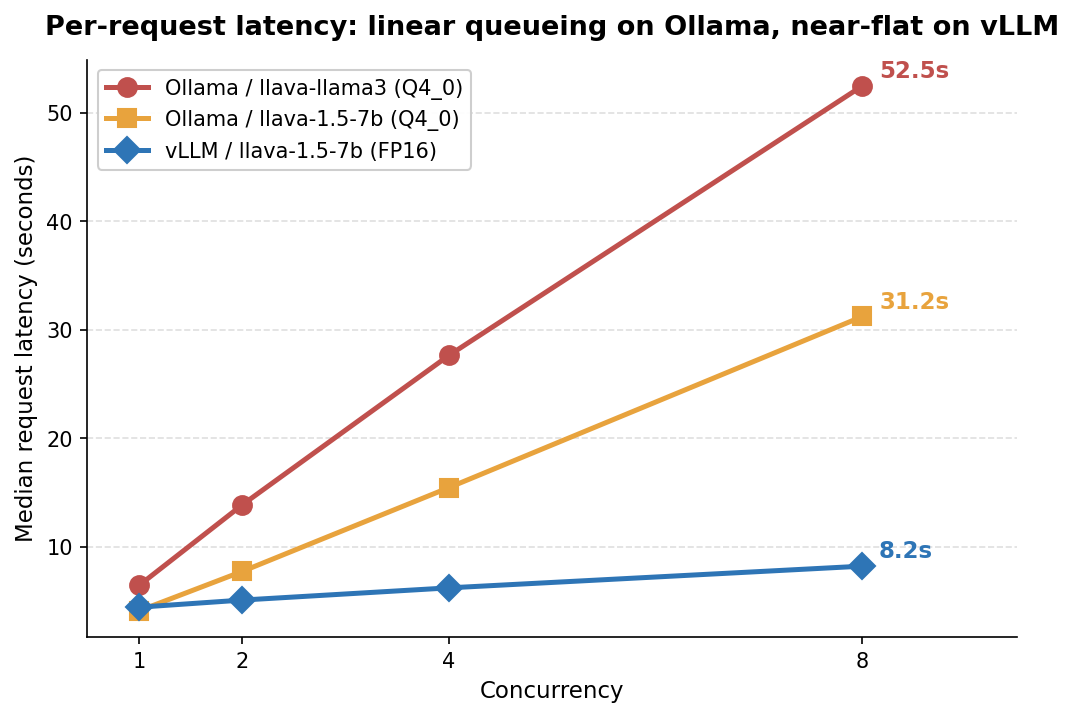 Per-request latency: linear queueing on Ollama, near-flat on vLLM
Ollama / llava-llama3 (Q4_0)
Ollama / llava-1.5-7b (Q4_0)
vLLM / llava-1.5-7b (FP16)
52.5s
31.2s
8.2s
Median request latency (seconds)
50
40
30
20
10
1 2 4 8
Concurrency